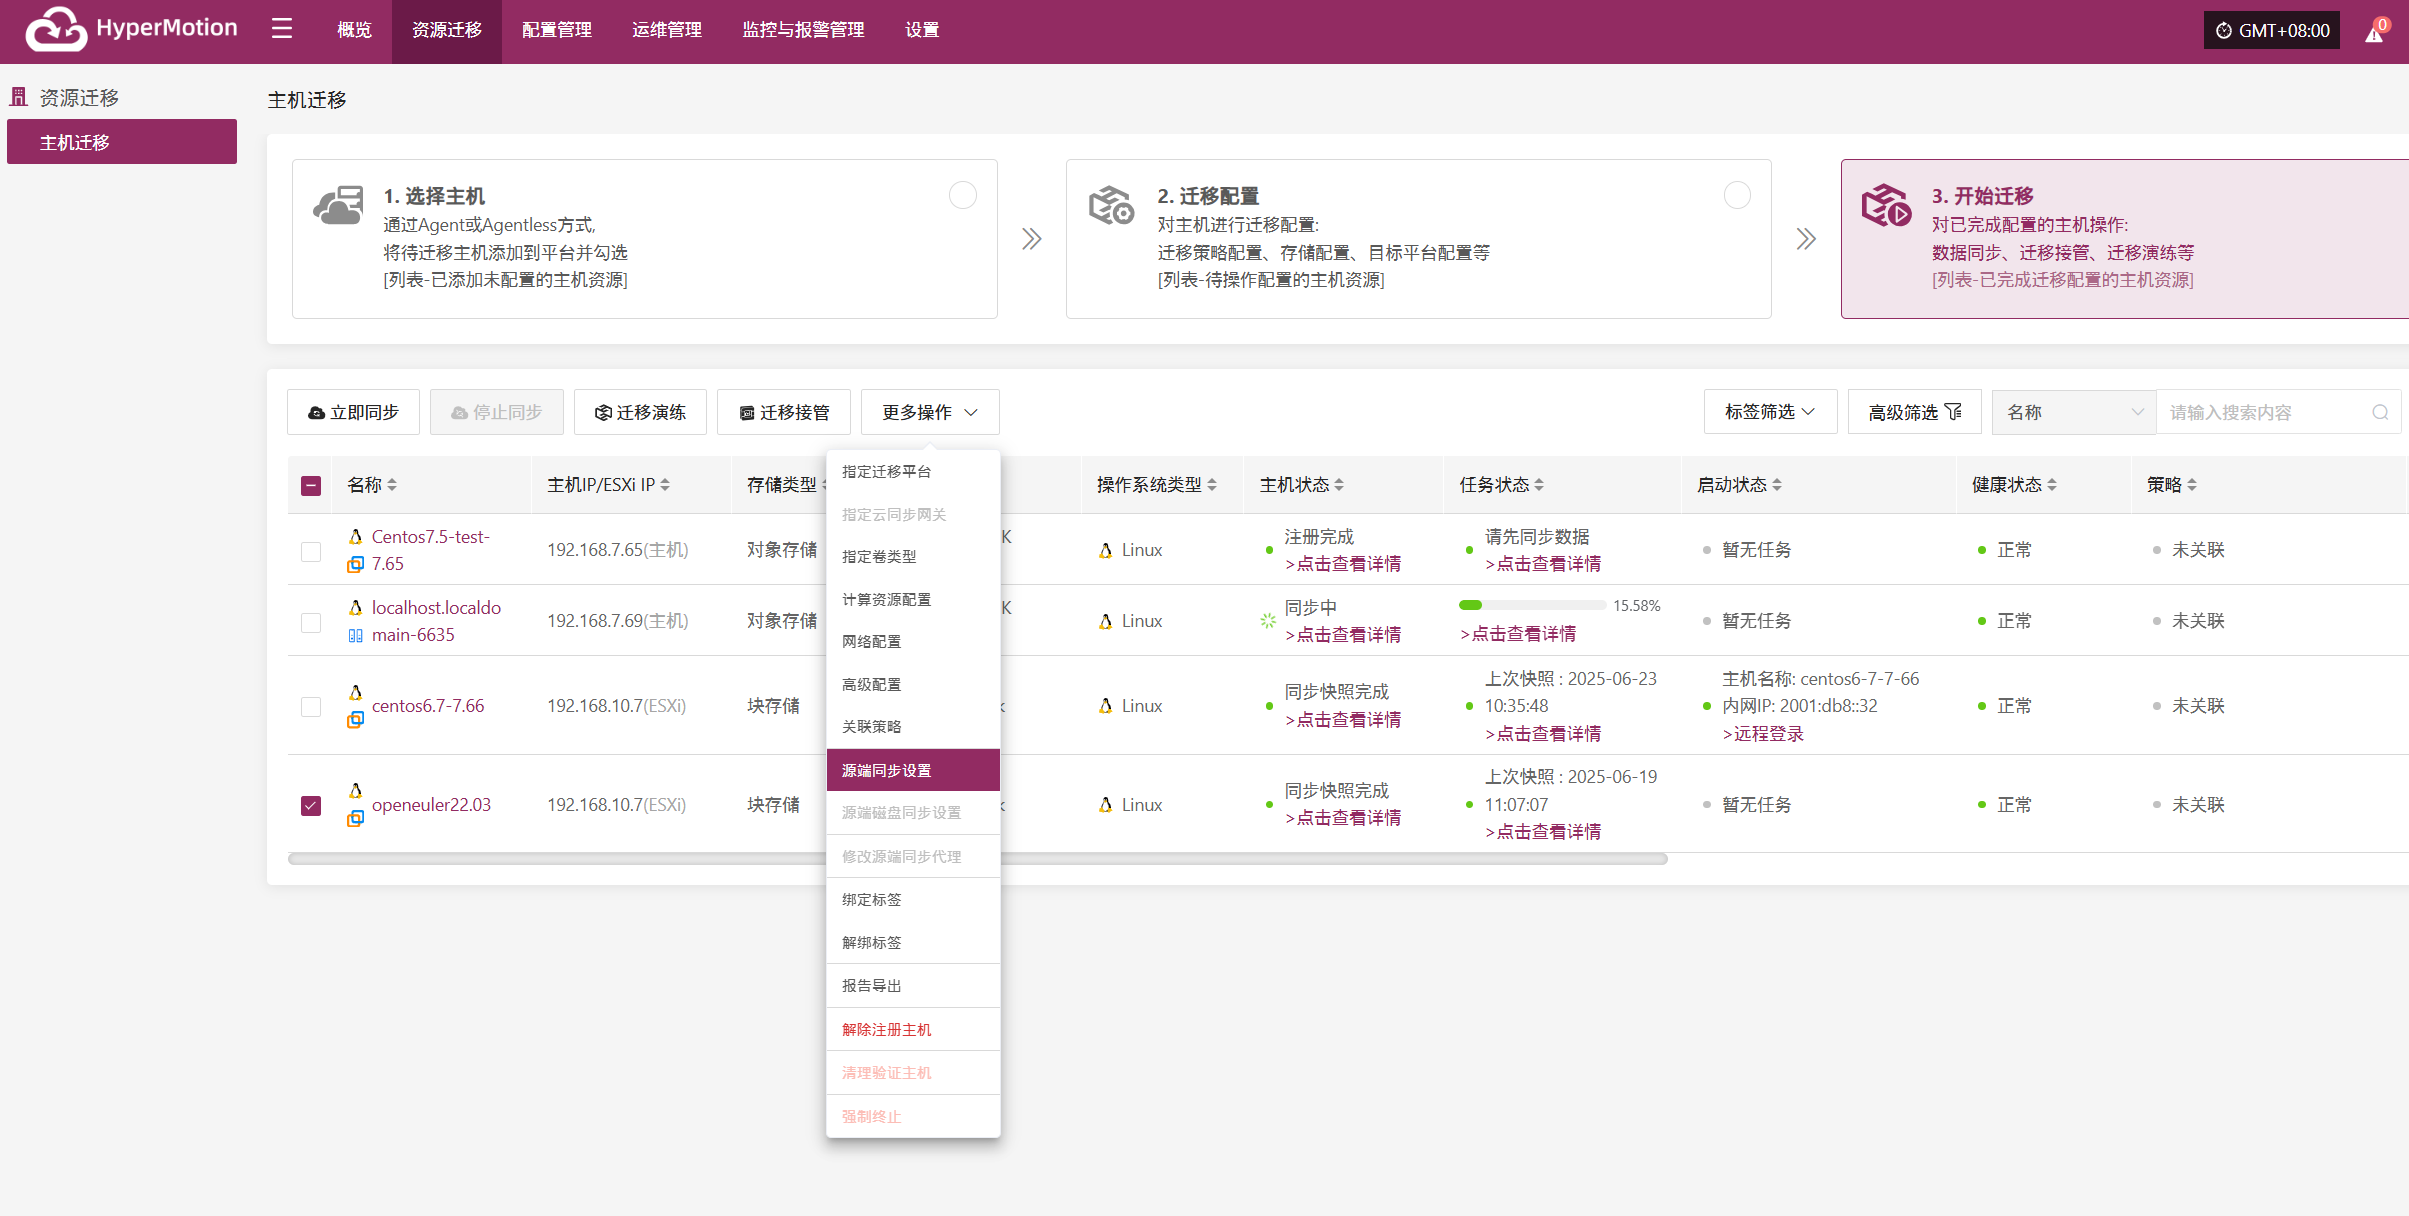 HyperMotion
概览
资源迁移
配置管理
运维管理
监控与报警管理
设置
GMT+08:00
0
资源迁移
主机迁移
主机迁移
1. 选择主机
通过Agent或Agentless方式,
将待迁移主机添加到平台并勾选
[列表-已添加未配置的主机资源]
2. 迁移配置
对主机进行迁移配置:
迁移策略配置、存储配置、目标平台配置等
[列表-待操作配置的主机资源]
3. 开始迁移
对已完成配置的主机操作:
数据同步、迁移接管、迁移演练等
[列表-已完成迁移配置的主机资源]
立即同步
停止同步
迁移演练
迁移接管
更多操作
标签筛选
高级筛选
名称
请输入搜索内容
名称
主机IP/ESXi IP
存储类型
操作系统类型
主机状态
任务状态
启动状态
健康状态
策略
Centos7.5-test-
7.65
192.168.7.65(主机)
对象存储
K
Linux
注册完成
>点击查看详情
请先同步数据
>点击查看详情
暂无任务
正常
未关联
localhost.localdo
main-6635
192.168.7.69(主机)
对象存储
K
Linux
同步中
>点击查看详情
15.58%
>点击查看详情
暂无任务
正常
未关联
centos6.7-7.66
192.168.10.7(ESXi)
块存储
Linux
同步快照完成
>点击查看详情
上次快照 : 2025-06-23
10:35:48
>点击查看详情
主机名称: centos6-7-7-66
内网IP: 2001:db8::32
>远程登录
正常
未关联
openeuler22.03
192.168.10.7(ESXi)
块存储
Linux
同步快照完成
>点击查看详情
上次快照 : 2025-06-19
11:07:07
>点击查看详情
暂无任务
正常
未关联
指定迁移平台
指定云同步网关
指定卷类型
计算资源配置
网络配置
高级配置
关联策略
源端同步设置
源端磁盘同步设置
修改源端同步代理
绑定标签
解绑标签
报告导出
解除注册主机
清理验证主机
强制终止